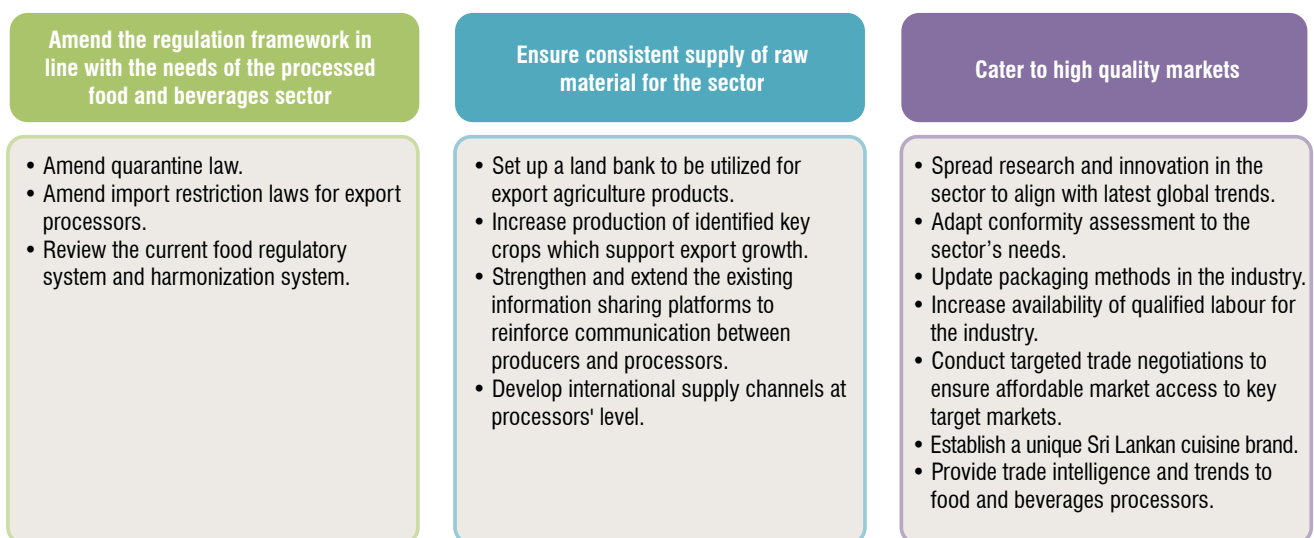 Amend the regulation framework in
line with the needs of the processed
food and beverages sector
• Amend quarantine law.
• Amend import restriction laws for export
processors.
• Review the current food regulatory
system and harmonization system.
Ensure consistent supply of raw
material for the sector
• Set up a land bank to be utilized for
export agriculture products.
• Increase production of identified key
crops which support export growth.
• Strengthen and extend the existing
information sharing platforms to
reinforce communication between
producers and processors.
• Develop international supply channels at
processors' level.
Cater to high quality markets
• Spread research and innovation in the
sector to align with latest global trends.
• Adapt conformity assessment to the
sector’s needs.
• Update packaging methods in the industry.
• Increase availability of qualified labour for
the industry.
• Conduct targeted trade negotiations to
ensure affordable market access to key
target markets.
• Establish a unique Sri Lankan cuisine brand.
• Provide trade intelligence and trends to
food and beverages processors.